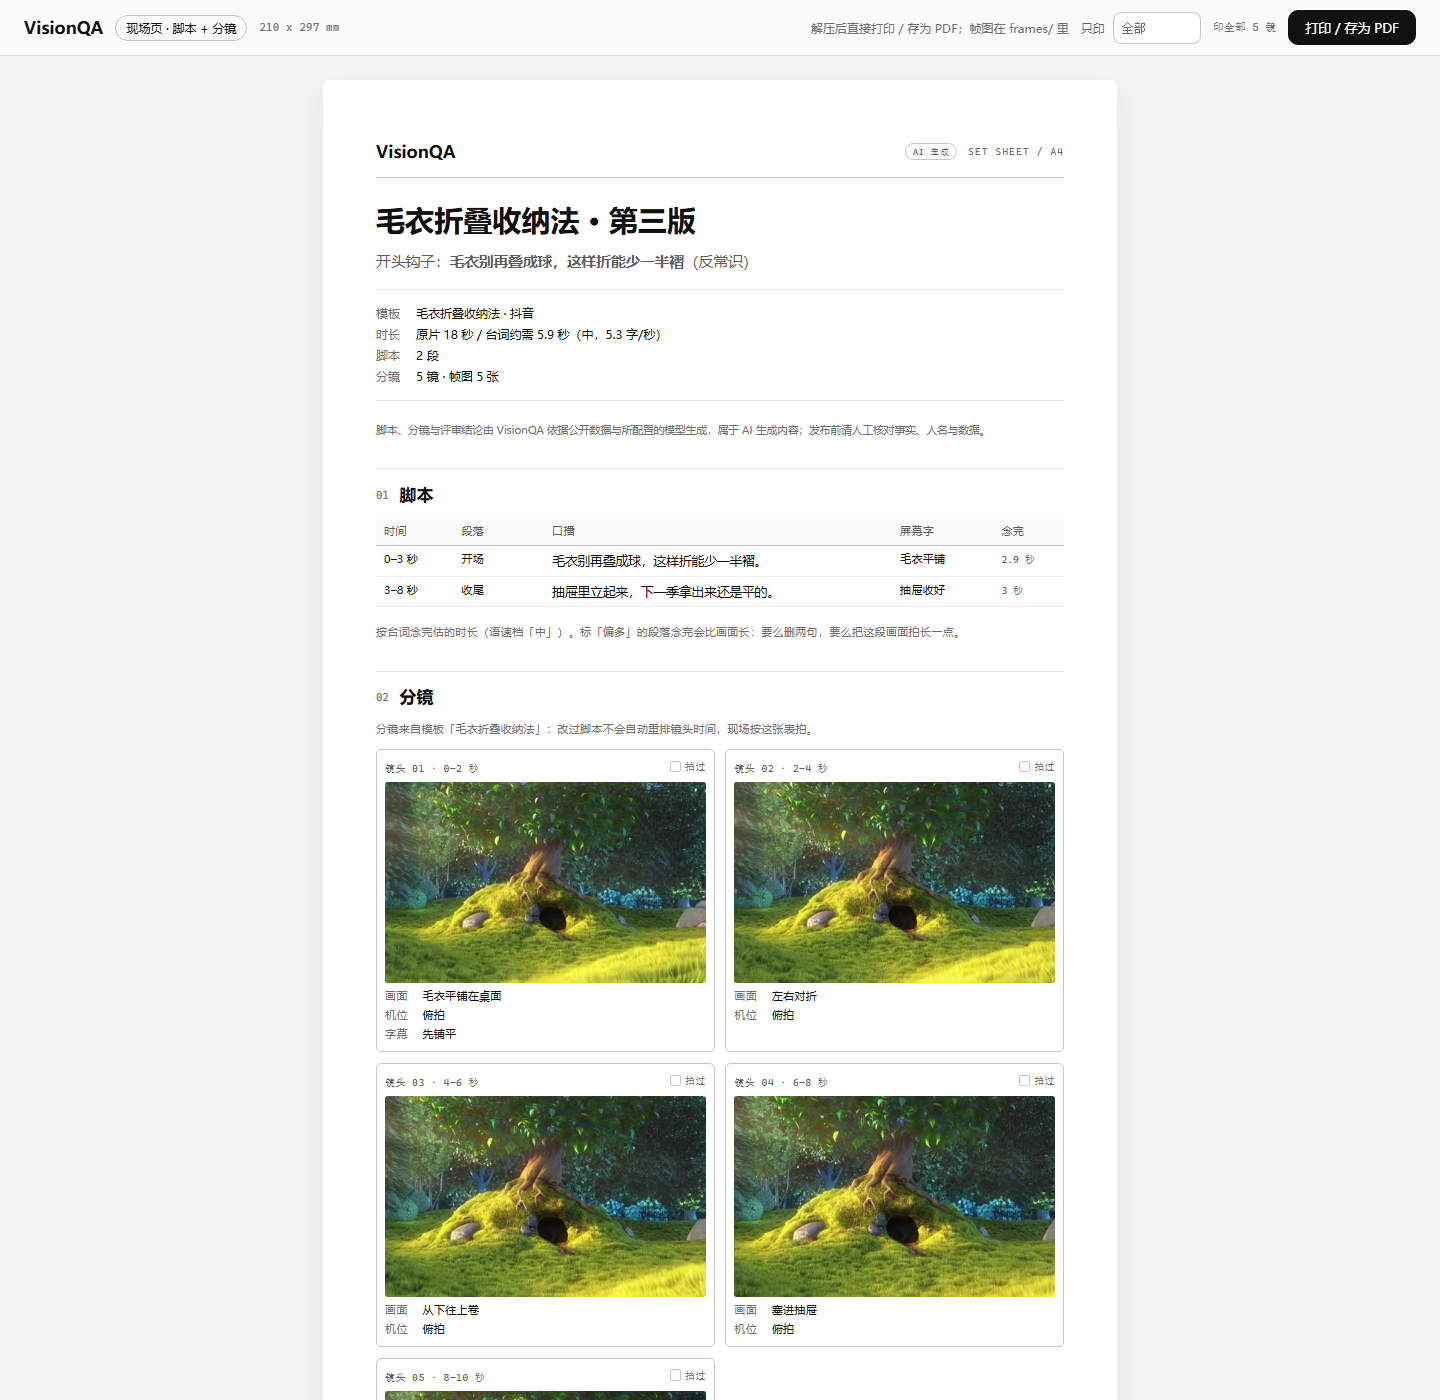 VisionQA 现场页 · 脚本 + 分镜 210 x 297 mm 解压后直接打印 / 存为 PDF；帧图在 frames/ 里 只印 全部 印全部 5 镜 打印 / 存为 PDF
VisionQA AI 生成 SET SHEET / A4
毛衣折叠收纳法 · 第三版
开头钩子：毛衣别再叠成球，这样折能少一半褶（反常识）
模板 毛衣折叠收纳法 · 抖音
时长 原片 18 秒 / 台词约需 5.9 秒（中，5.3 字/秒）
脚本 2 段
分镜 5 镜 · 帧图 5 张
脚本、分镜与评审结论由 VisionQA 依据公开数据与所配置的模型生成，属于 AI 生成内容；发布前请人工核对事实、人名与数据。
01 脚本
时间 段落 口播 屏幕字 念完
0–3 秒 开场 毛衣别再叠成球，这样折能少一半褶。 毛衣平铺 2.9 秒
3–8 秒 收尾 抽屉里立起来，下一季拿出来还是平的。 抽屉收好 3 秒
按台词念完估的时长（语速档「中」）。标「偏多」的段落念完会比画面长：要么删两句，要么把这段画面拍长一点。
02 分镜
分镜来自模板「毛衣折叠收纳法」：改过脚本不会自动重排镜头时间，现场按这张表拍。
镜头 01 · 0–2 秒 拍过
画面 毛衣平铺在桌面
机位 俯拍
字幕 先铺平
镜头 02 · 2–4 秒 拍过
画面 左右对折
机位 俯拍
镜头 03 · 4–6 秒 拍过
画面 从下往上卷
机位 俯拍
镜头 04 · 6–8 秒 拍过
画面 塞进抽屉
机位 俯拍
镜头 05 · 8–10 秒 拍过